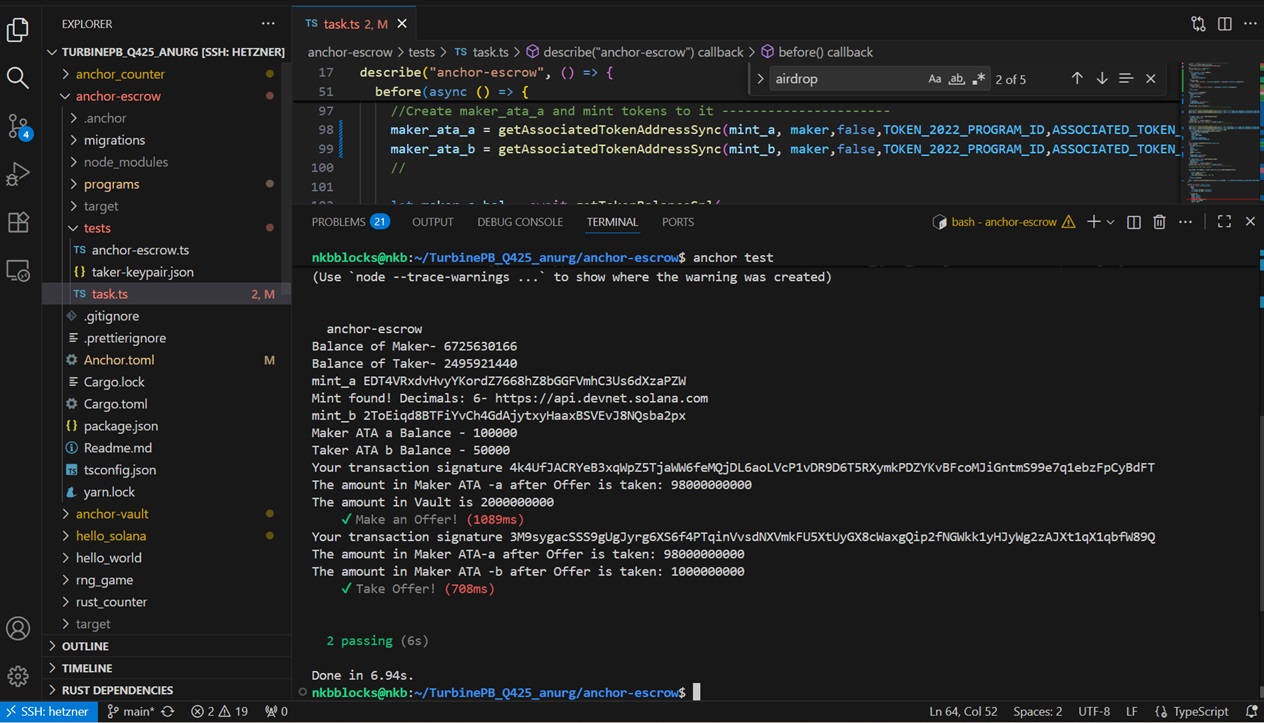 EXPLORER
TURBINEPB_Q425_ANURG [SSH: HETZNER]
anchor_counter
anchor-escrow
.anchor
migrations
node_modules
programs
target
tests
TS anchor-escrow.ts
{} taker-keypair.json
TS task.ts 2, M
.gitignore
.prettierignore
Anchor.toml M
Cargo.lock
Cargo.toml
{} package.json
Readme.md
tsconfig.json
yarn.lock
anchor-vault
hello_solana
hello_world
rng_game
rust_counter
target
OUTLINE
TIMELINE
RUST DEPENDENCIES
4
TS task.ts 2, M
anchor-escrow > tests > TS task.ts > describe("anchor-escrow") callback > before() callback
17 describe("anchor-escrow", () => {
51 before(async () => {
airdrop Aa ab .* 2 of 5
97 //Create maker_ata_a and mint tokens to it ----------------------
98 maker_ata_a = getAssociatedTokenAddressSync(mint_a, maker,false,TOKEN_2022_PROGRAM_ID,ASSOCIATED_TOKEN_
99 maker_ata_b = getAssociatedTokenAddressSync(mint_b, maker,false,TOKEN_2022_PROGRAM_ID,ASSOCIATED_TOKEN_
100 //
101
PROBLEMS 21 OUTPUT DEBUG CONSOLE TERMINAL PORTS
bash - anchor-escrow
nkbblocks@nkb:~/TurbinePB_Q425_anurg/anchor-escrow$ anchor test
(Use `node --trace-warnings ...` to show where the warning was created)
anchor-escrow
Balance of Maker- 6725630166
Balance of Taker- 2495921440
mint_a EDT4VRxdvHvyYKordZ7668hZ8bGGFVmhC3Us6dXzaPZW
Mint found! Decimals: 6- https://api.devnet.solana.com
mint_b 2ToEiqd8BTFiYvCh4GdAjytxyHaaxBSVEvJ8NQsba2px
Maker ATA a Balance - 100000
Taker ATA b Balance - 50000
Your transaction signature 4k4UfJACRYeB3xqWpZ5TjaWW6feMQjDL6aoLVcP1vDR9D6T5RXymkPDZYKvBFcoMJiGntmS99e7q1ebzFpCyBdFT
The amount in Maker ATA -a after Offer is taken: 98000000000
The amount in Vault is 2000000000
✓ Make an Offer! (1089ms)
Your transaction signature 3M9sygacSSS9gUgJyrg6XS6f4PTqinVvsdNXVmkFU5XtUyGX8cWaxgQip2fNGWkk1yHJyWg2zAJXt1qX1qbfW89Q
The amount in Maker ATA-a after Offer is taken: 98000000000
The amount in Maker ATA -b after Offer is taken: 1000000000
✓ Take Offer! (708ms)
2 passing (6s)
Done in 6.94s.
nkbblocks@nkb:~/TurbinePB_Q425_anurg/anchor-escrow$
SSH: hetzner main* 2 19 0 Ln 64, Col 52 Spaces: 2 UTF-8 LF {} TypeScript